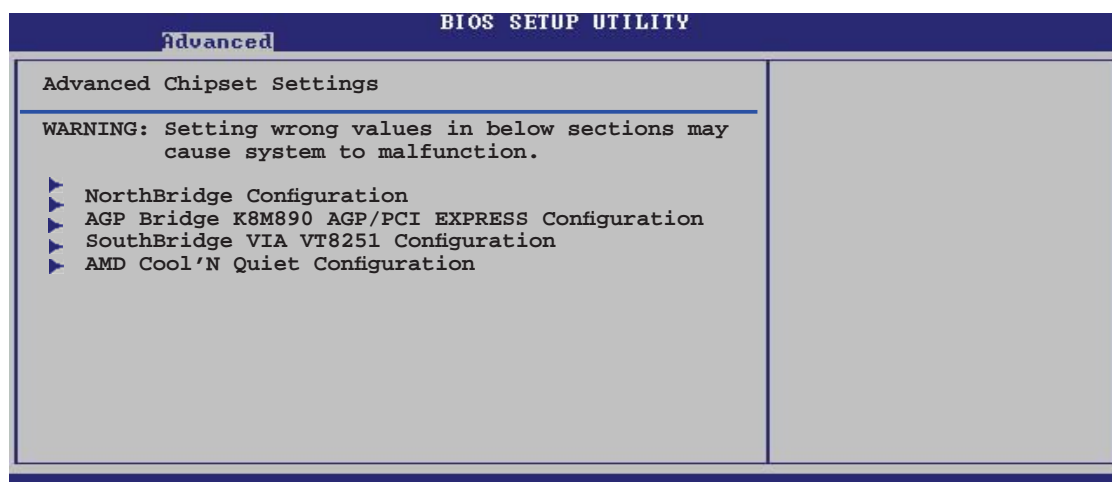 BIOS SETUP UTILITY
Advanced
Advanced Chipset Settings
WARNING: Setting wrong values in below sections may
cause system to malfunction.
NorthBridge Configuration
AGP Bridge K8M890 AGP/PCI EXPRESS Configuration
SouthBridge VIA VT8251 Configuration
AMD Cool'N Quiet Configuration